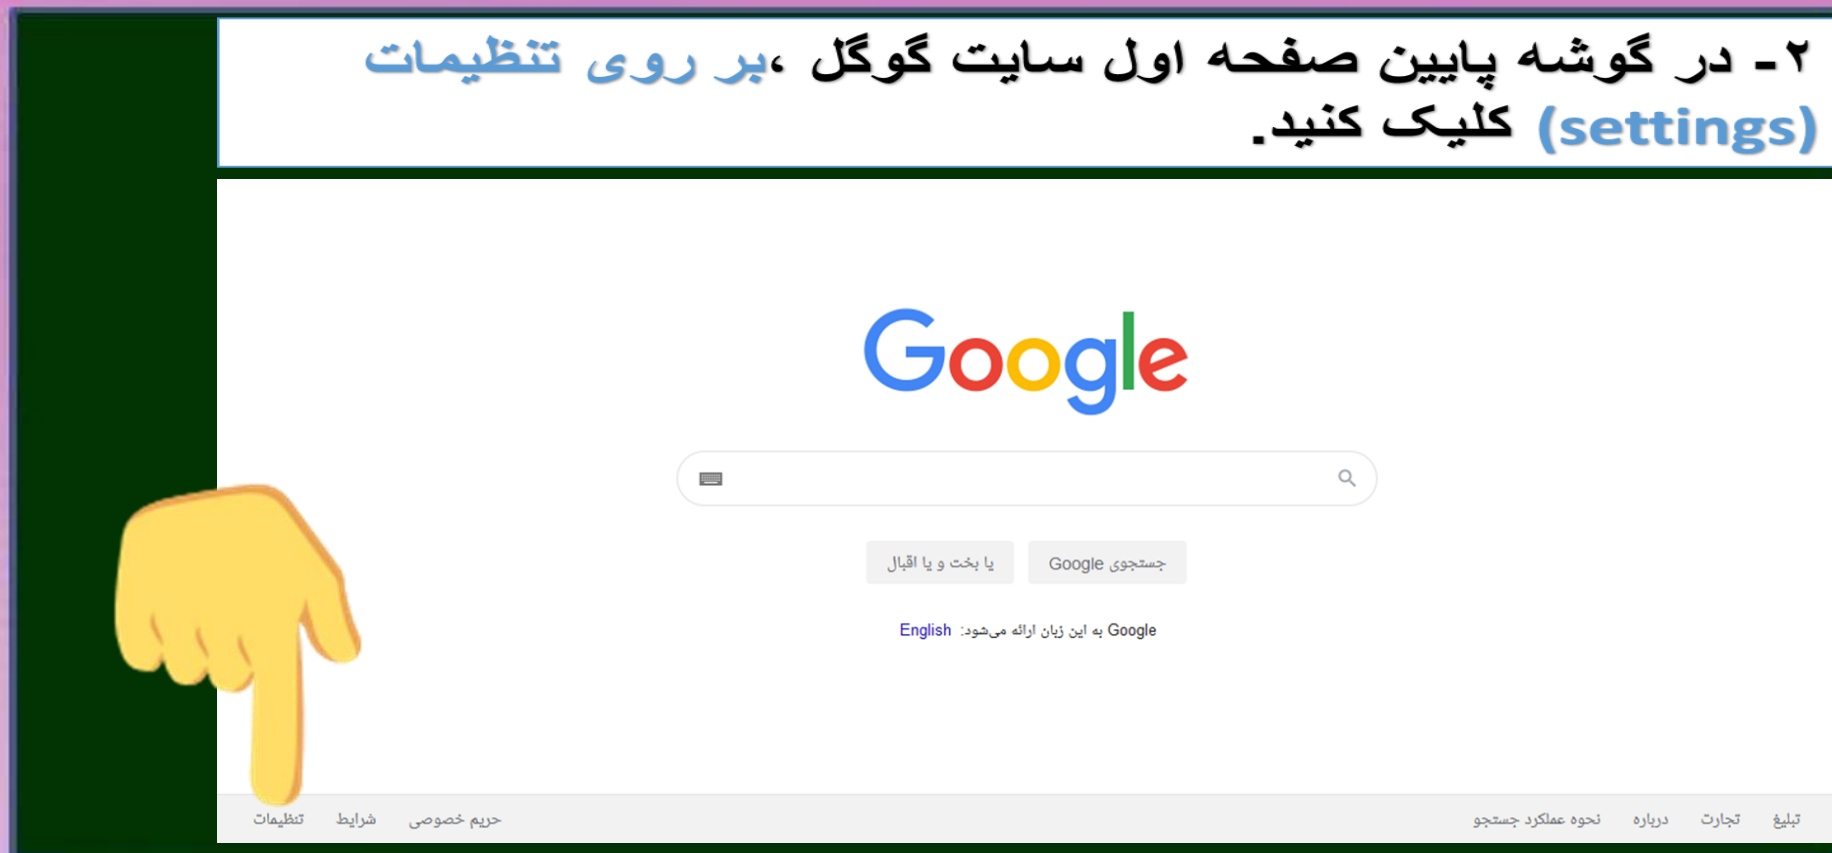 ۲- در گوشه پایین صفحه اول سایت گوگل ،بر روی تنظیمات
(settings) کلیک کنید.
Google
جستجوی Google
یا بخت و یا اقبال
Google به این زبان ارائه می‌شود: English
تبلیغ تجارت درباره نحوه عملکرد جستجو حریم خصوصی شرایط تنظیمات